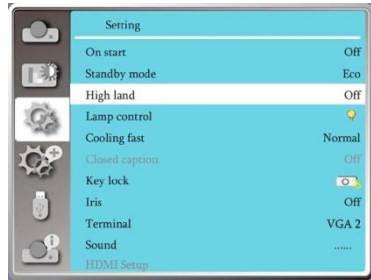 Setting
On start Off
Standby mode Eco
High land Off
Lamp control
Cooling fast Normal
Closed caption Off
Key lock
Iris Off
Terminal VGA 2
Sound ......
HDMI Setup